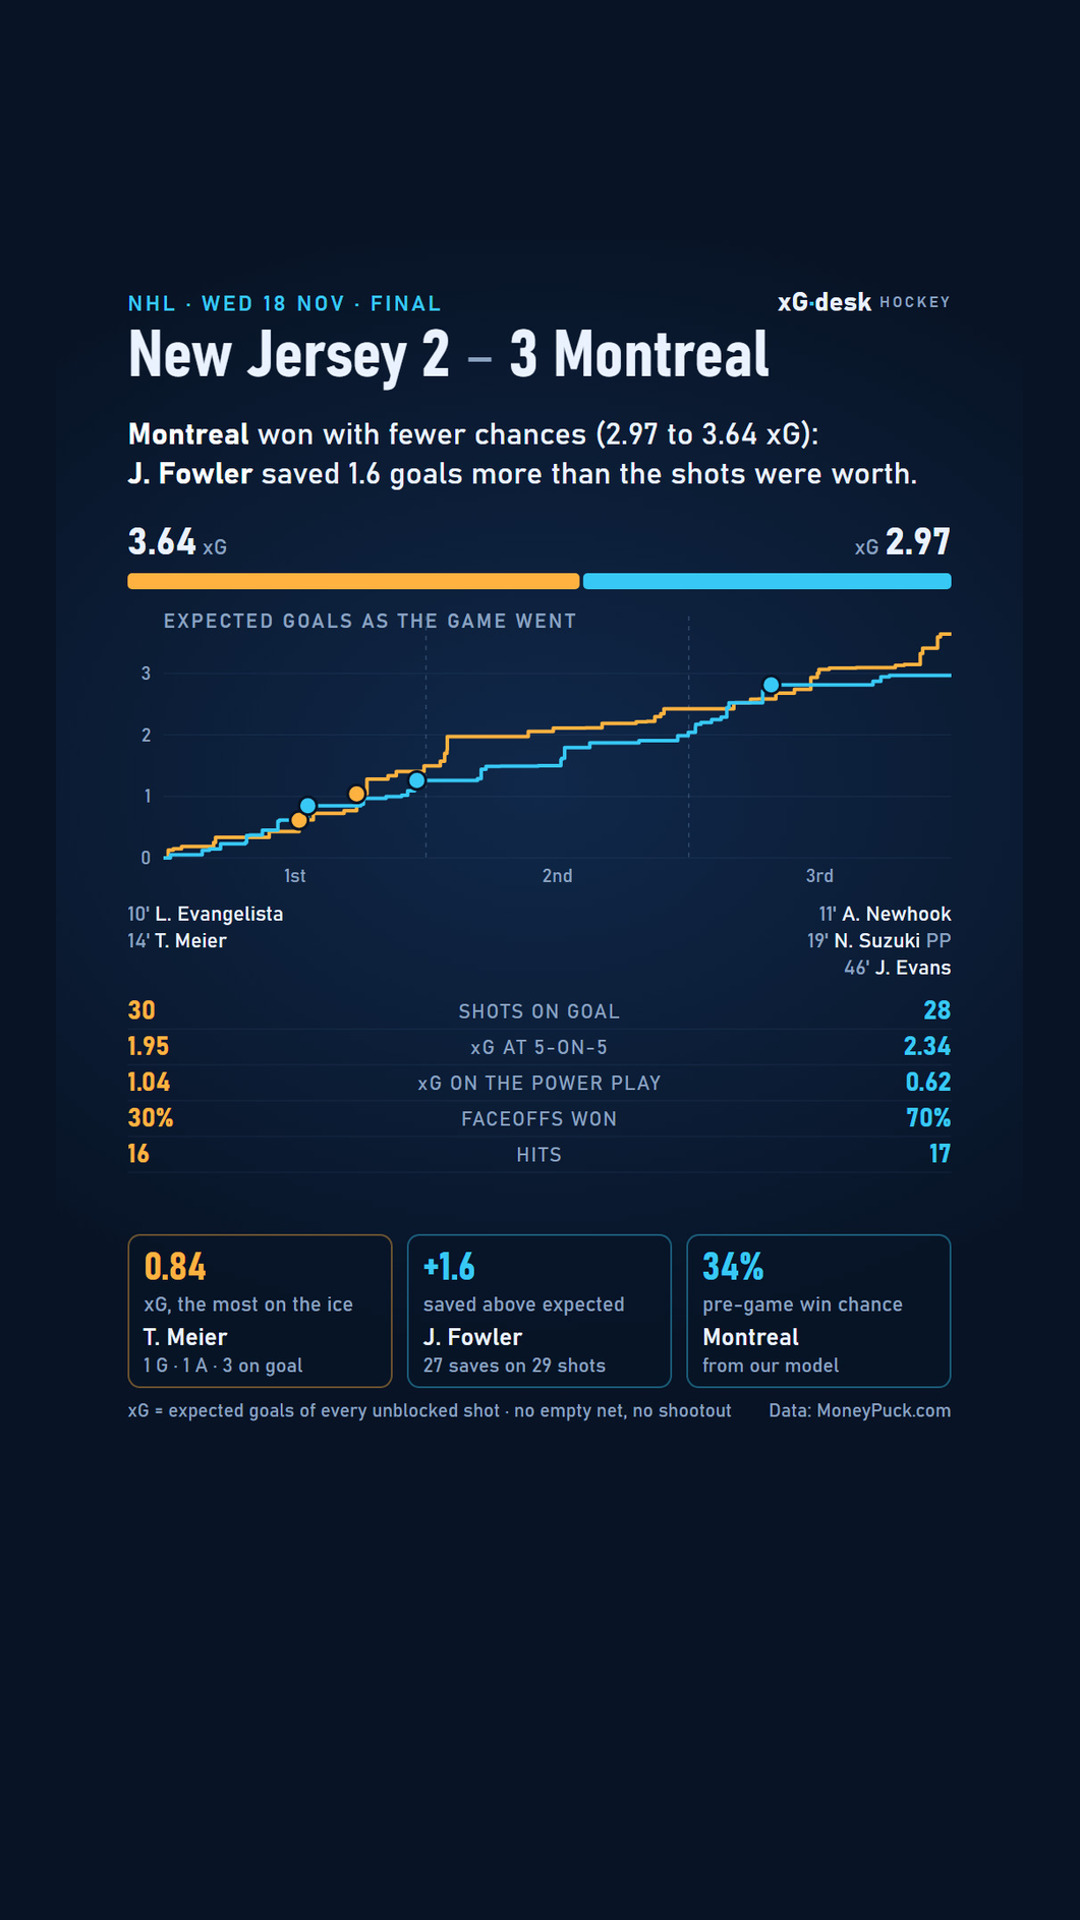 NHL · WED 18 NOV · FINAL
xG·desk HOCKEY
New Jersey 2 – 3 Montreal
Montreal won with fewer chances (2.97 to 3.64 xG):
J. Fowler saved 1.6 goals more than the shots were worth.
3.64 xG
xG 2.97
EXPECTED GOALS AS THE GAME WENT
3
2
1
0
1st 2nd 3rd
10' L. Evangelista
14' T. Meier
11' A. Newhook
19' N. Suzuki PP
46' J. Evans
30 SHOTS ON GOAL 28
1.95 xG AT 5-ON-5 2.34
1.04 xG ON THE POWER PLAY 0.62
30% FACEOFFS WON 70%
16 HITS 17
0.84
xG, the most on the ice
T. Meier
1 G · 1 A · 3 on goal
+1.6
saved above expected
J. Fowler
27 saves on 29 shots
34%
pre-game win chance
Montreal
from our model
xG = expected goals of every unblocked shot · no empty net, no shootout
Data: MoneyPuck.com